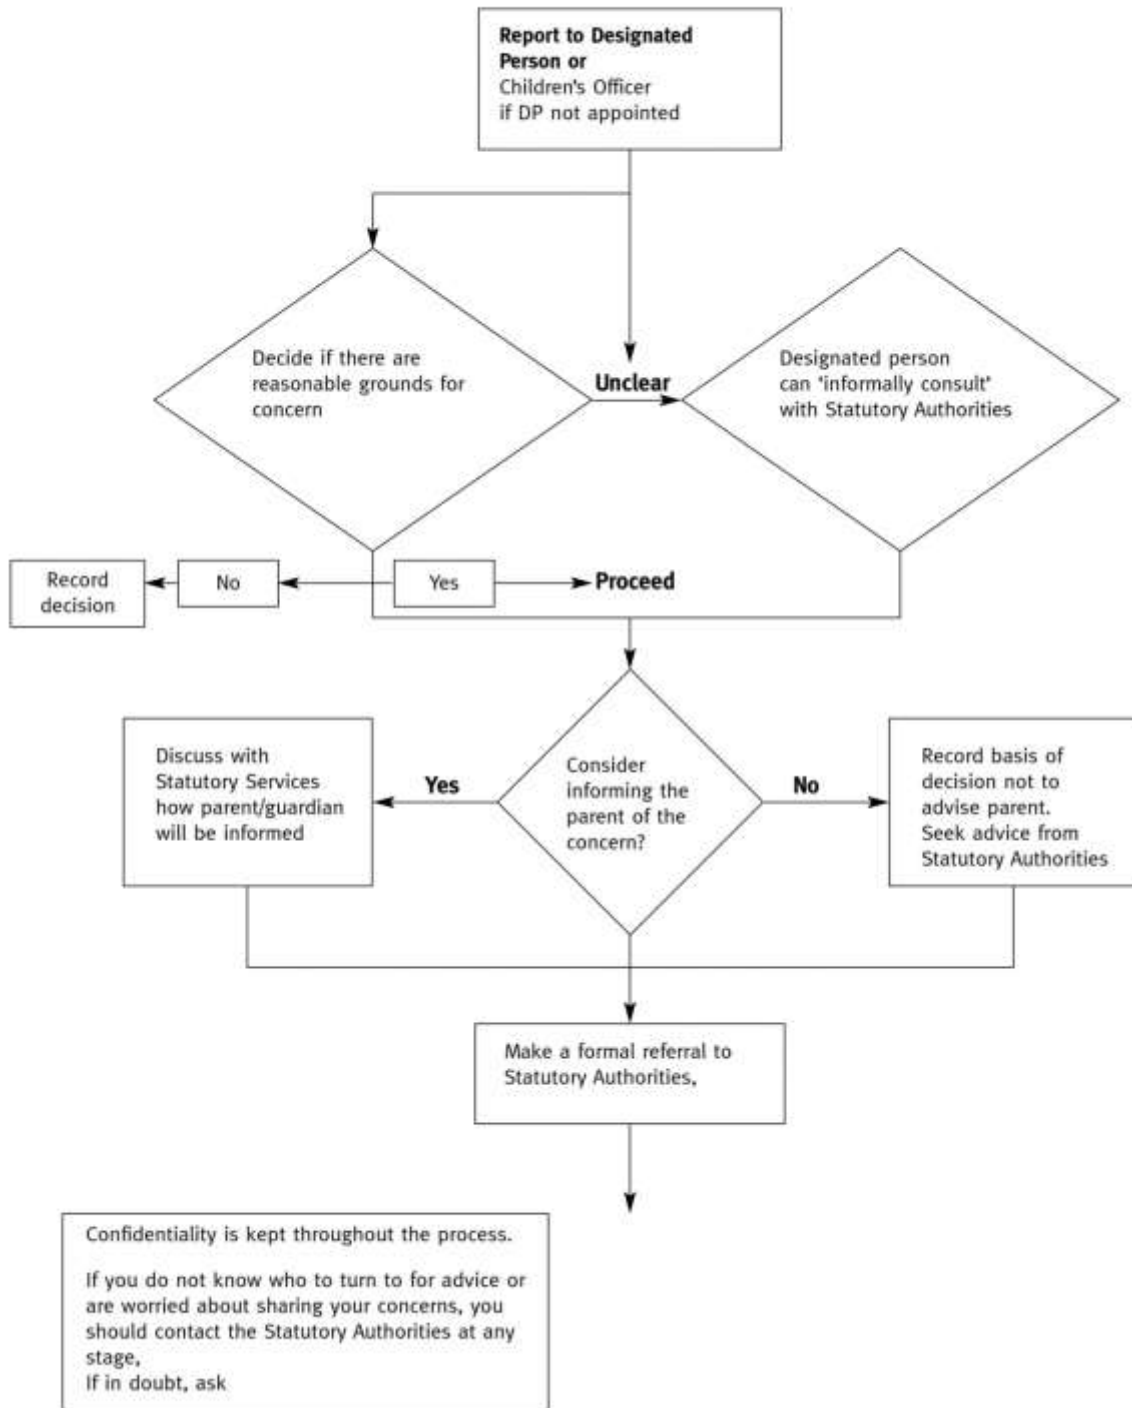 Report to Designated
Person or
Children's Officer
if DP not appointed
Decide if there are
reasonable grounds for
concern
Unclear
Designated person
can 'informally consult'
with Statutory Authorities
Record
decision
No
Yes
Proceed
Discuss with
Statutory Services
how parent/guardian
will be informed
Yes
Consider
informing the
parent of the
concern?
No
Record basis of
decision not to
advise parent.
Seek advice from
Statutory Authorities
Make a formal referral to
Statutory Authorities,
Confidentiality is kept throughout the process.
If you do not know who to turn to for advice or
are worried about sharing your concerns, you
should contact the Statutory Authorities at any
stage,
If in doubt, ask